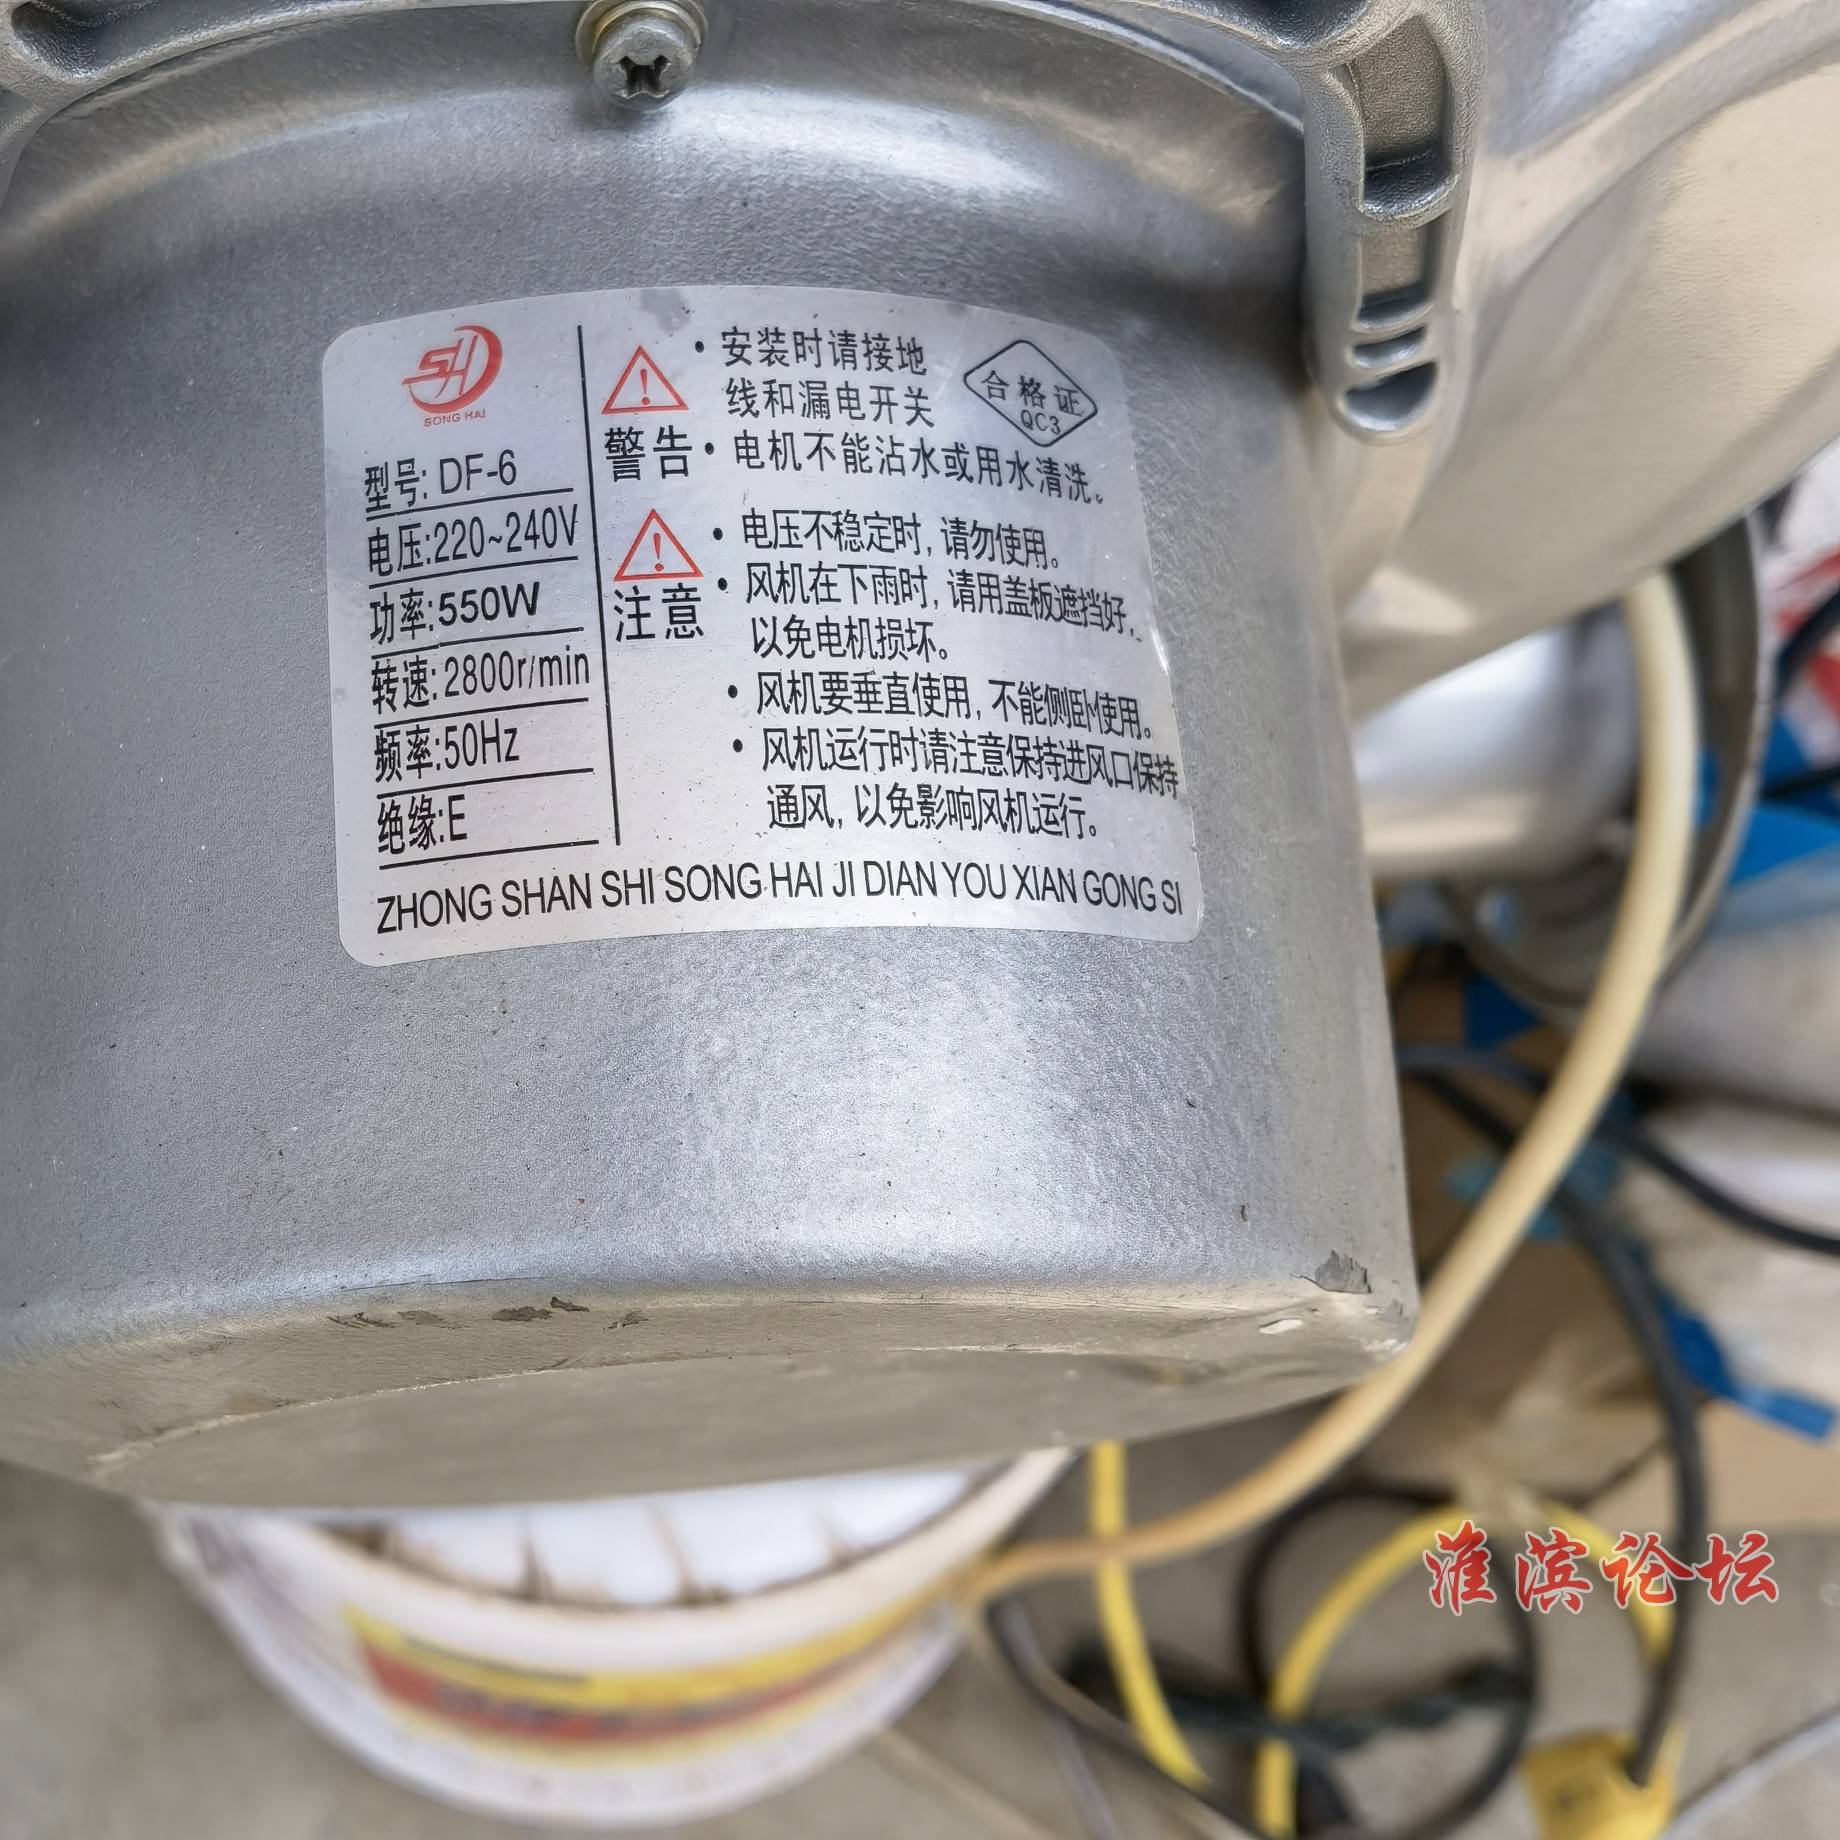 SH
SONG HAI
型号: DF-6
电压:220~240V
功率:550W
转速:2800r/min
频率:50Hz
绝缘:E
警告
• 安装时请接地
线和漏电开关
• 电机不能沾水或用水清洗。
合格证
QC3
注意
• 电压不稳定时, 请勿使用。
• 风机在下雨时, 请用盖板遮挡好,
以免电机损坏。
• 风机要垂直使用, 不能侧卧使用。
• 风机运行时请注意保持进风口保持
通风, 以免影响风机运行。
ZHONG SHAN SHI SONG HAI JI DIAN YOU XIAN GONG SI
淮滨论坛